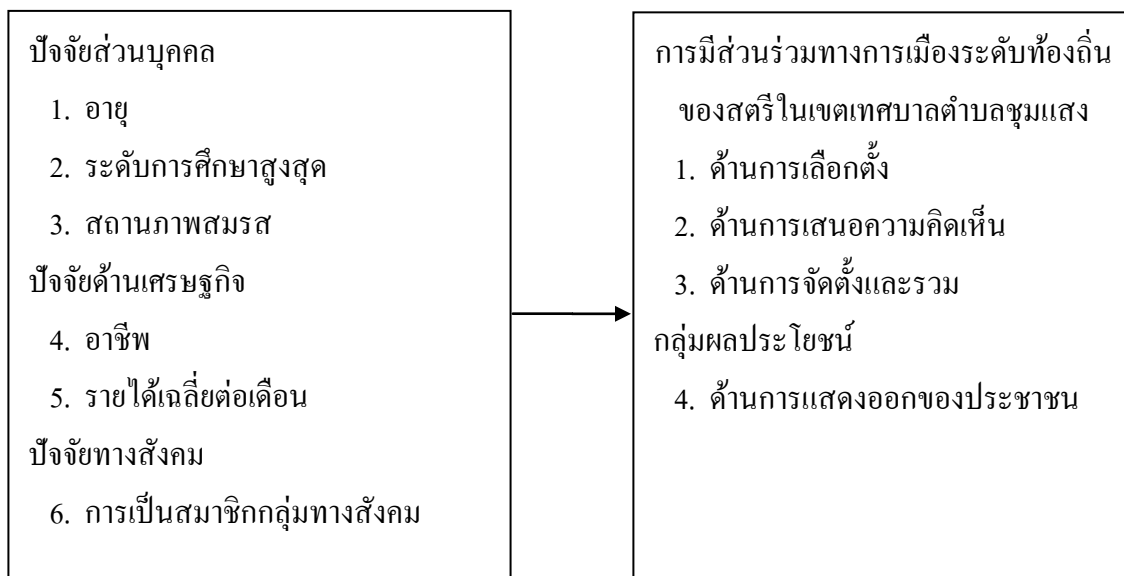 ปัจจัยส่วนบุคคล
1. อายุ
2. ระดับการศึกษาสูงสุด
3. สถานภาพสมรส
ปัจจัยด้านเศรษฐกิจ
4. อาชีพ
5. รายได้เฉลี่ยต่อเดือน
ปัจจัยทางสังคม
6. การเป็นสมาชิกกลุ่มทางสังคม
การมีส่วนร่วมทางการเมืองระดับท้องถิ่น
ของสตรีในเขตเทศบาลตำบลชุมแสง
1. ด้านการเลือกตั้ง
2. ด้านการเสนอความคิดเห็น
3. ด้านการจัดตั้งและรวม
กลุ่มผลประโยชน์
4. ด้านการแสดงออกของประชาชน